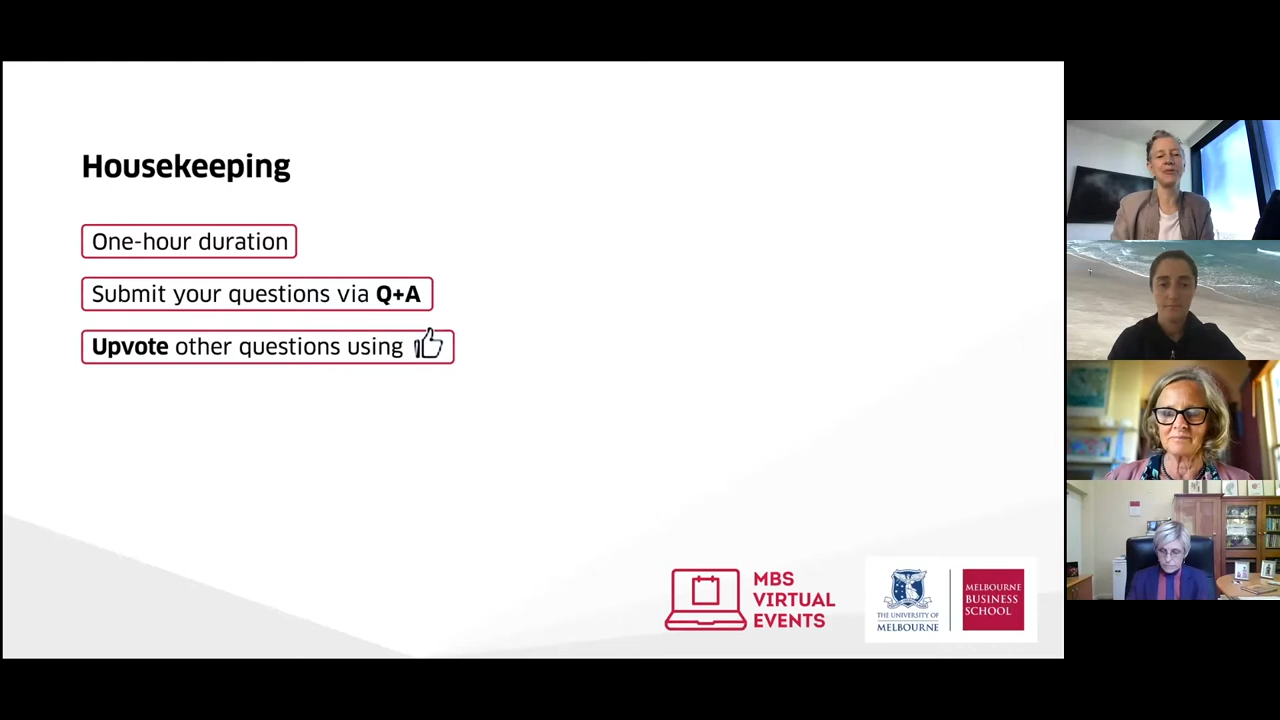 Housekeeping
One-hour duration
Submit your questions via Q+A
Upvote other questions using
MBS
VIRTUAL
EVENTS
THE UNIVERSITY OF
MELBOURNE
MELBOURNE
BUSINESS
SCHOOL